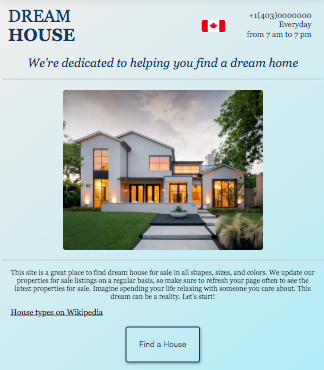 DREAM
HOUSE
+1(403)0000000
Everyday
from 7 am to 7 pm
We're dedicated to helping you find a dream home
This site is a great place to find dream house for sale in all shapes, sizes, and colors. We update our
properties for sale listings on a regular basis, so make sure to refresh your page often to see the
latest properties for sale. Imagine spending your life relaxing with someone you care about. This
dream can be a reality. Let's start!
House types on Wikipedia
Find a House